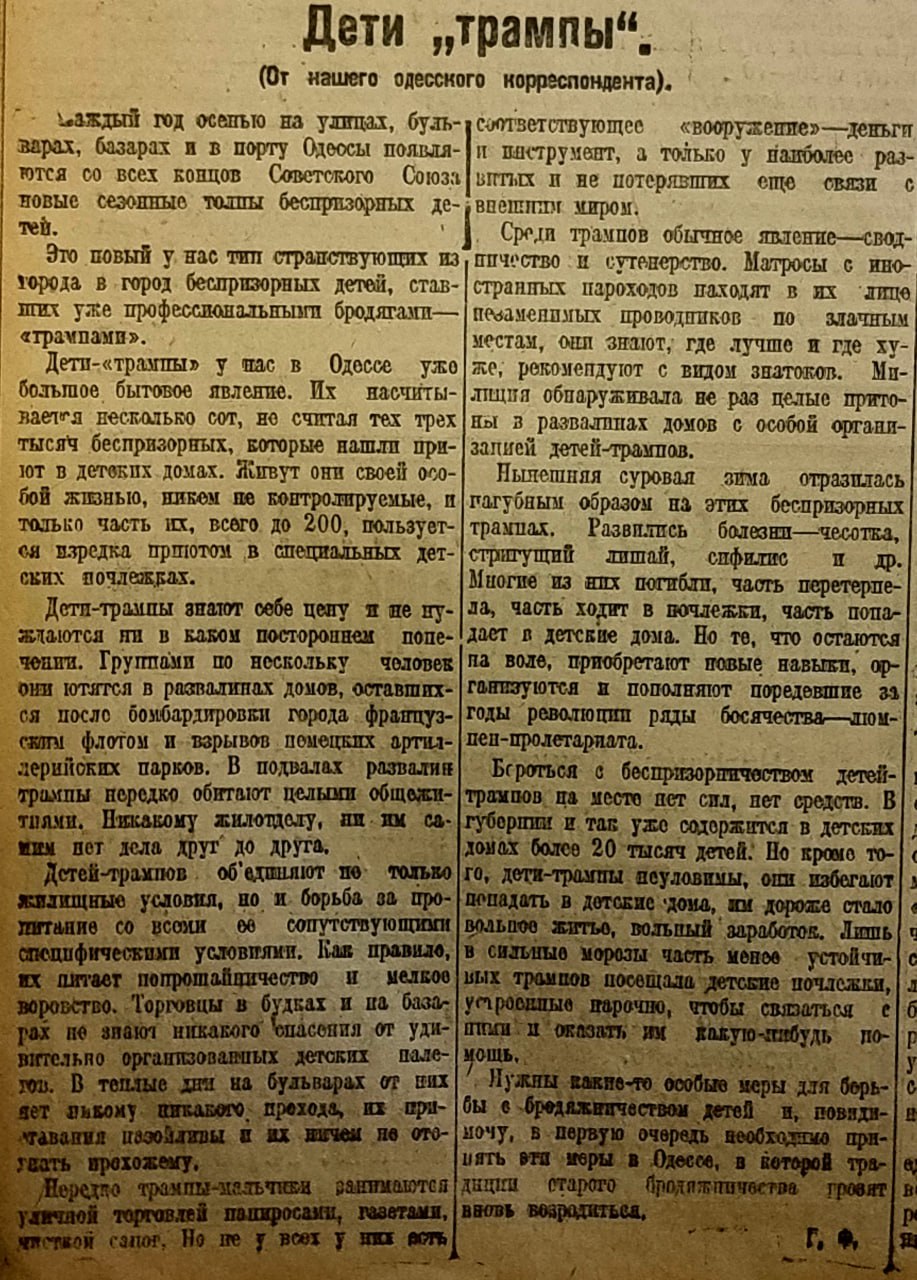 Дети „трампы“.
(От нашего одесского корреспондента).
Каждый год осенью на улицах, буль-
варах, базарах и в порту Одессы появля-
ются со всех концов Советского Союза
новые сезонные толпы беспризорных де-
тей.
Это новый у нас тип странствующих из
города в город беспризорных детей, став-
ших уже профессиональными бродягами—
«трампами».
Дети-«трампы» у нас в Одессе уже
большое бытовое явление. Их насчиты-
вается несколько сот, не считая тех трех
тысяч беспризорных, которые нашли при-
ют в детских домах. Живут они своей осо-
бой жизнью, никем не контролируемые, и
только часть их, всего до 200, пользует-
ся изредка приютом в специальных дет-
ских ночлежках.
Дети-трампы знают себе цену и не ну-
ждаются ни в каком постороннем попе-
чении. Группами по нескольку человек
они ютятся в развалинах домов, оставших-
ся после бомбардировки города француз-
ским флотом и взрывов немецких артил-
лерийских парков. В подвалах развалин
трампы нередко обитают целыми общежи-
тиями. Никакому жилотделу, ни им са-
мим нет дела друг до друга.
Детей-трампов об'единяют не только
жилищные условия, но и борьба за про-
питание со всеми ее сопутствующими
специфическими условиями. Как правило,
их питает попрошайничество и мелкое
воровство. Торговцы в будках и на база-
рах не знают никакого спасения от уди-
вительно организованных детских нале-
тов. В теплые дни на бульварах от них
нет никому никакого прохода, их при-
ставания назойливы и их ничем не ото-
гнать прохожему.
Нередко трампы-мальчики занимаются
уличной торговлей папиросами, газетами,
чисткой сапог. Но не у всех у них есть
соответствующее «вооружение»—деньги
и инструмент, а только у наиболее раз-
витых и не потерявших еще связи с
внешним миром.
Среди трампов обычное явление—свод-
ничество и сутенерство. Матросы с ино-
странных пароходов находят в их лице
незаменимых проводников по злачным
местам, они знают, где лучше и где ху-
же, рекомендуют с видом знатоков. Ми-
лиция обнаруживала не раз целые прито-
ны в развалинах домов с особой органи-
зацией детей-трампов.
Нынешняя суровая зима отразилась
пагубным образом на этих беспризорных
трампах. Развились болезни—чесотка,
стригущий лишай, сифилис и др.
Многие из них погибли, часть перетерпе-
ла, часть ходит в ночлежки, часть попа-
дает в детские дома. Но те, что остаются
на воле, приобретают новые навыки, ор-
ганизуются и пополняют поредевшие за
годы революции ряды босячества—люм-
пен-пролетариата.
Бороться с беспризорничеством детей-
трампов на месте нет сил, нет средств. В
губернии и так уже содержится в детских
домах более 20 тысяч детей. Но кроме то-
го, дети-трампы неуловимы, они избегают
попадать в детские дома, им дороже стало
вольное житье, вольный заработок. Лишь
в сильные морозы часть менее устойчи-
вых трампов посещала детские ночлежки,
устроенные нарочно, чтобы связаться с
ними и оказать им какую-нибудь по-
мощь.
Нужны какие-то особые меры для борь-
бы с бродяжничеством детей и, повиди-
мому, в первую очередь необходимо при-
нять эти меры в Одессе, в которой тра-
диции старого бродяжничества грозят
вновь возродиться.
Г. Ф.